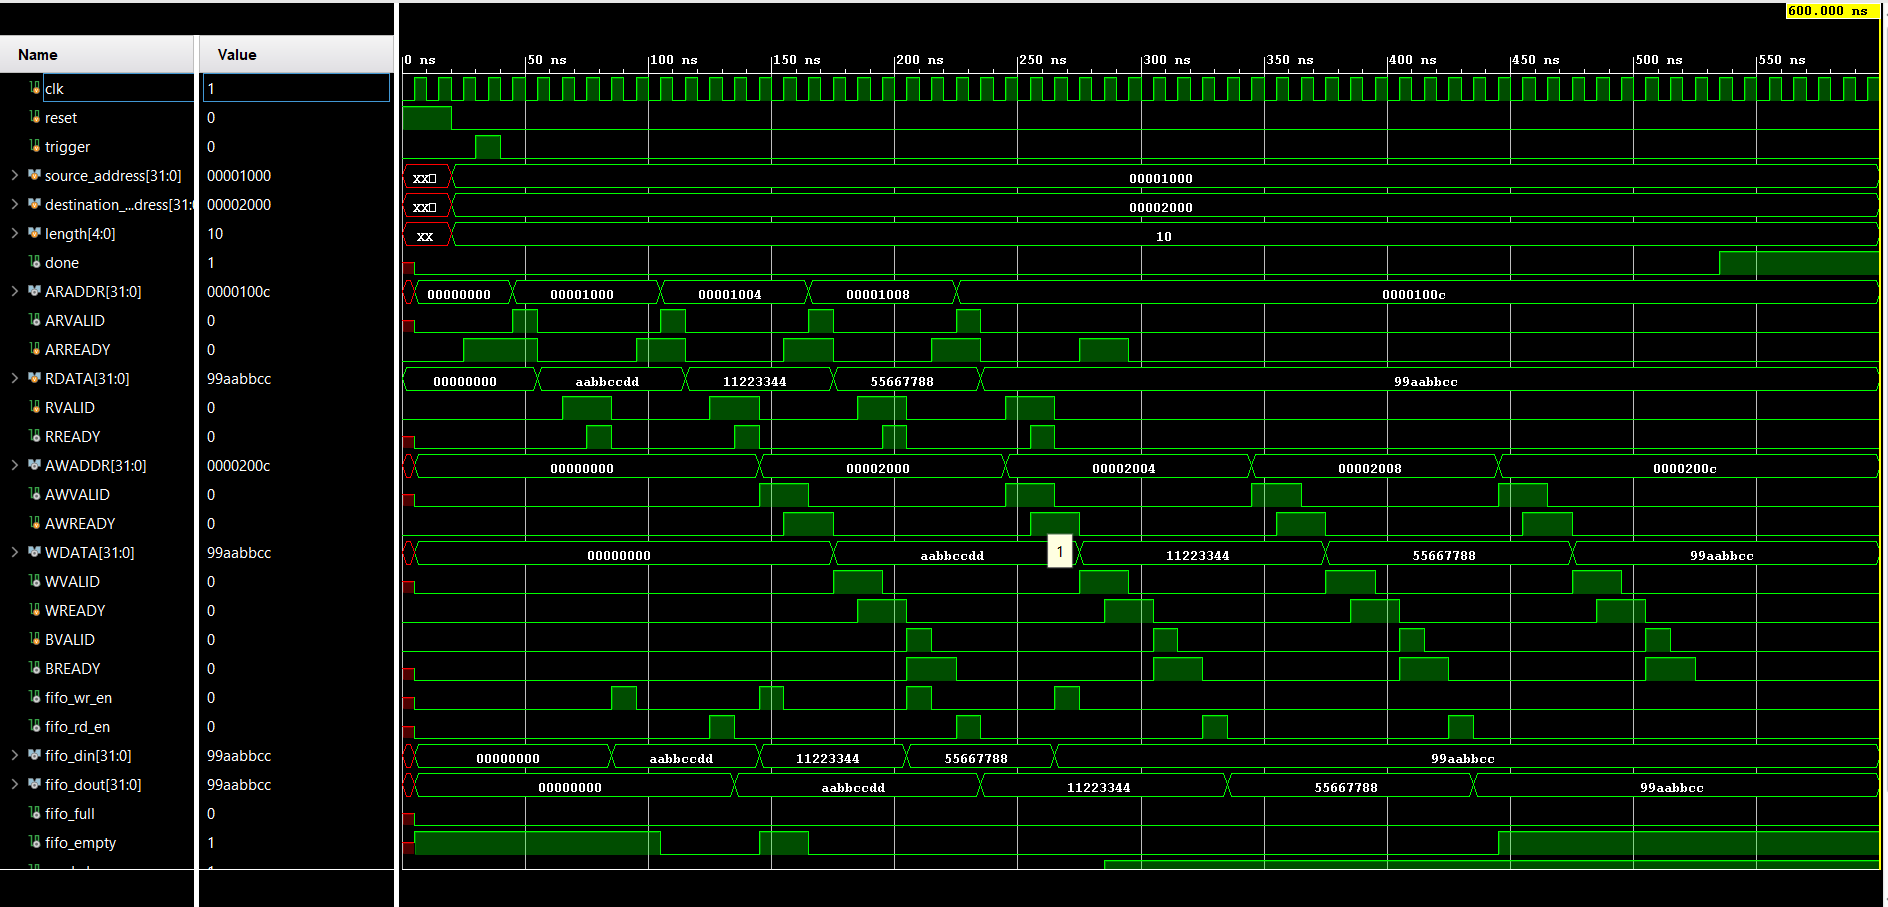 600.000 ns
Name Value
0 ns 50 ns 100 ns 150 ns 200 ns 250 ns 300 ns 350 ns 400 ns 450 ns 500 ns 550 ns
clk 1
reset 0
trigger 0
source_address[31:0] 00001000 XX 00001000
destination_...dress[31: 00002000 XX 00002000
length[4:0] 10 XX 10
done 1
ARADDR[31:0] 0000100c 00000000 00001000 00001004 00001008 0000100c
ARVALID 0
ARREADY 0
RDATA[31:0] 99aabbcc 00000000 aabbccdd 11223344 55667788 99aabbcc
RVALID 0
RREADY 0
AWADDR[31:0] 0000200c 00000000 00002000 00002004 00002008 0000200c
AWVALID 0
AWREADY 0
WDATA[31:0] 99aabbcc 00000000 aabbccdd 1 11223344 55667788 99aabbcc
WVALID 0
WREADY 0
BVALID 0
BREADY 0
fifo_wr_en 0
fifo_rd_en 0
fifo_din[31:0] 99aabbcc 00000000 aabbccdd 11223344 55667788 99aabbcc
fifo_dout[31:0] 99aabbcc 00000000 aabbccdd 11223344 55667788 99aabbcc
fifo_full 0
fifo_empty 1